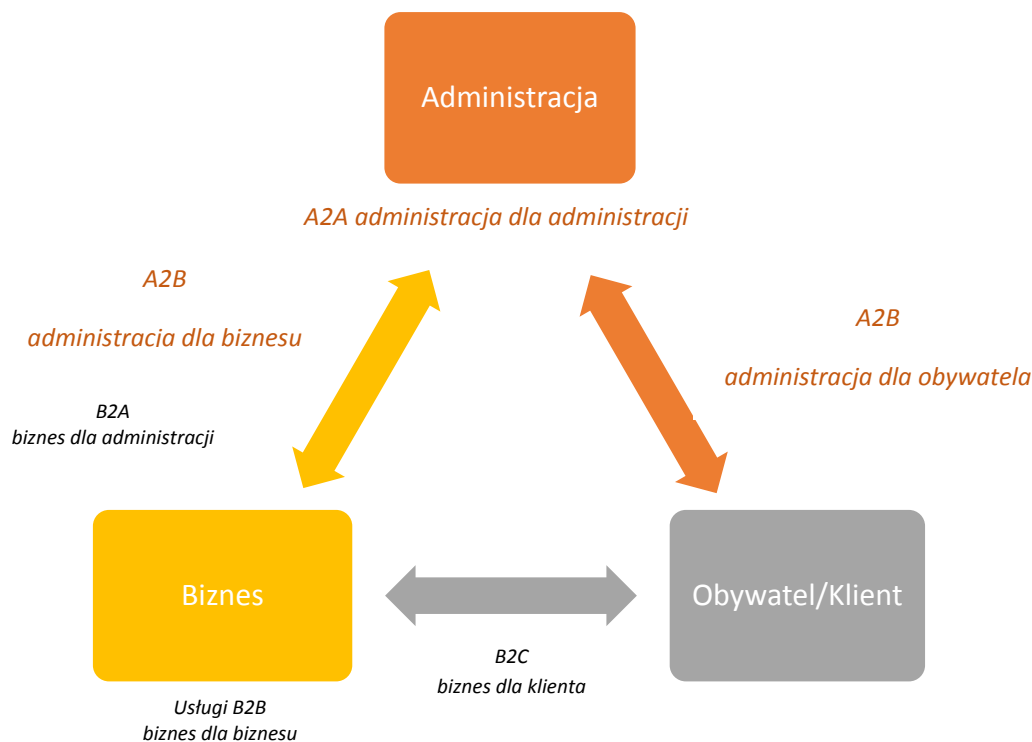 Administracja
A2A administracja dla administracji
A2B
administracja dla biznesu
A2B
administracja dla obywatela
B2A
biznes dla administracji
Biznes
Obywatel/Klient
B2C
biznes dla klienta
Usługi B2B
biznes dla biznesu